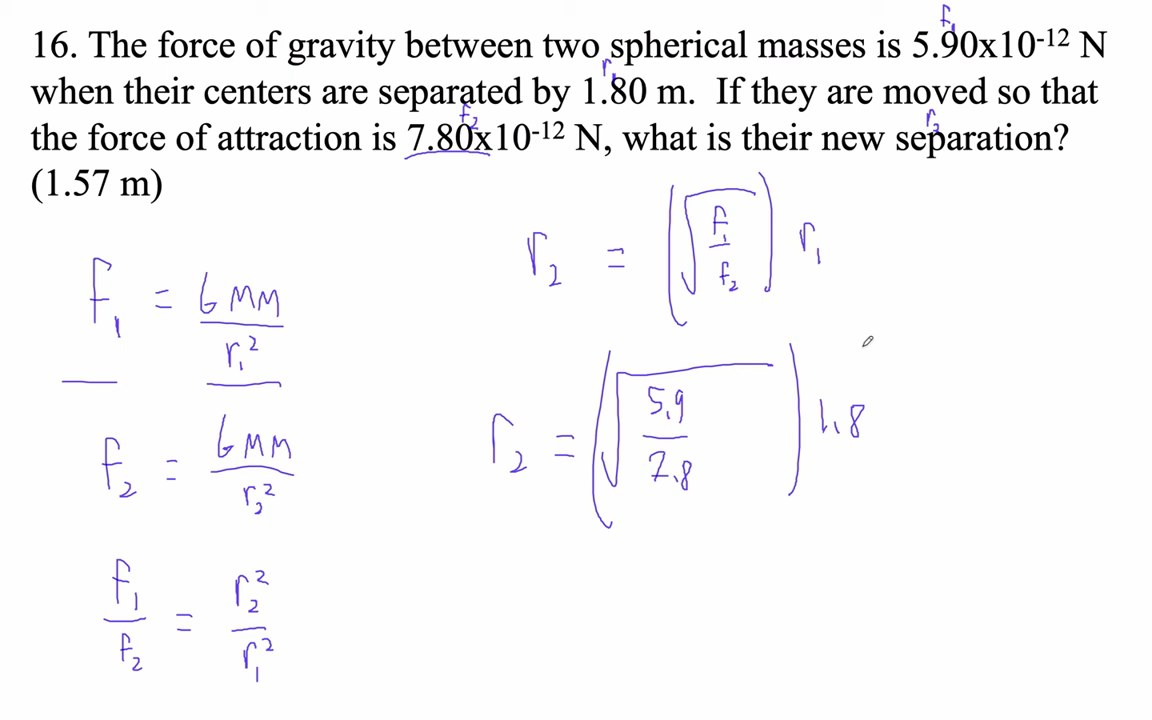 16. The force of gravity between two spherical masses is 5.90x10⁻¹² N
when their centers are separated by 1.80 m. If they are moved so that
the force of attraction is 7.80x10⁻¹² N, what is their new separation?
(1.57 m)
F₁
r₁
F₂
r₂
F₁ = GMM / r₁²
F₂ = GMM / r₂²
F₁ / F₂ = r₂² / r₁²
r₂ = (√(F₁ / F₂)) r₁
r₂ = (√(5.9 / 7.8)) 1.8